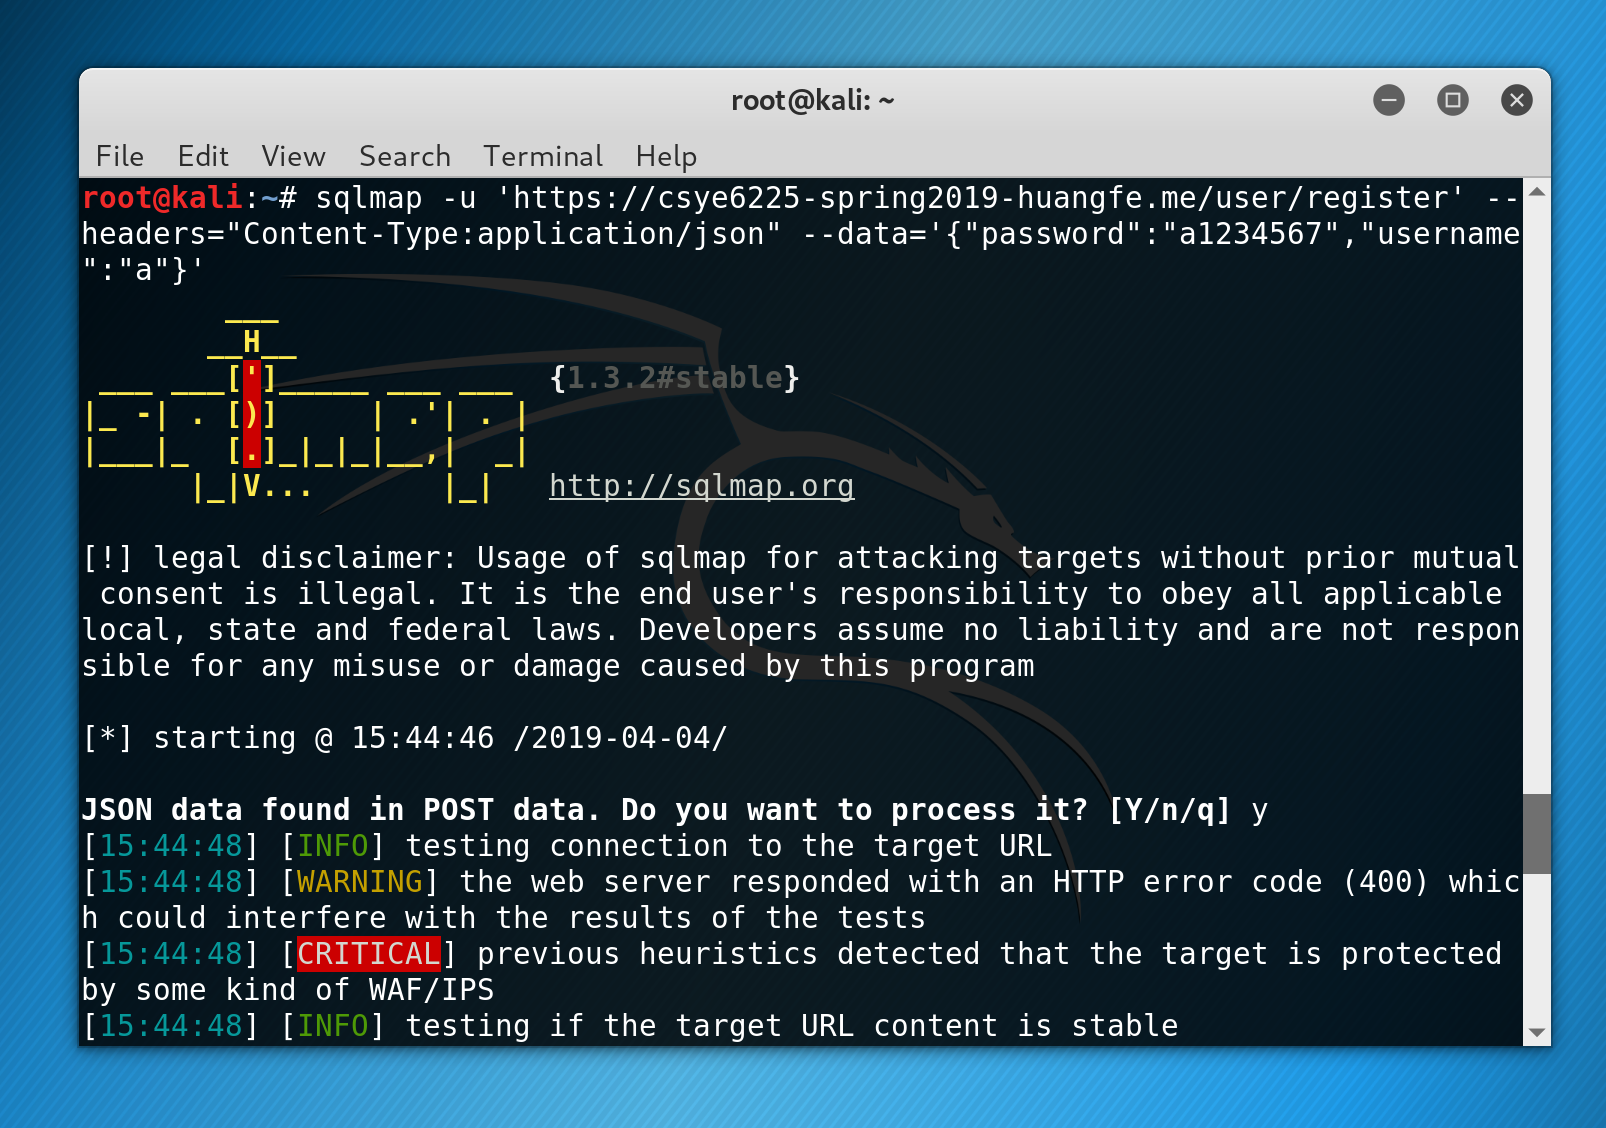 root@kali: ~
File Edit View Search Terminal Help
root@kali:~# sqlmap -u 'https://csye6225-spring2019-huangfe.me/user/register' --
headers="Content-Type:application/json" --data='{"password":"a1234567","username
":"a"}'
        ___
       __H__
 ___ ___[']_____ ___ ___  {1.3.2#stable}
|_ -| . [)]     | .'| . |
|___|_  [.]_|_|_|__,|  _|
      |_|V...       |_|   http://sqlmap.org
[!] legal disclaimer: Usage of sqlmap for attacking targets without prior mutual
 consent is illegal. It is the end user's responsibility to obey all applicable
local, state and federal laws. Developers assume no liability and are not respon
sible for any misuse or damage caused by this program
[*] starting @ 15:44:46 /2019-04-04/
JSON data found in POST data. Do you want to process it? [Y/n/q] y
[15:44:48] [INFO] testing connection to the target URL
[15:44:48] [WARNING] the web server responded with an HTTP error code (400) whic
h could interfere with the results of the tests
[15:44:48] [CRITICAL] previous heuristics detected that the target is protected
by some kind of WAF/IPS
[15:44:48] [INFO] testing if the target URL content is stable